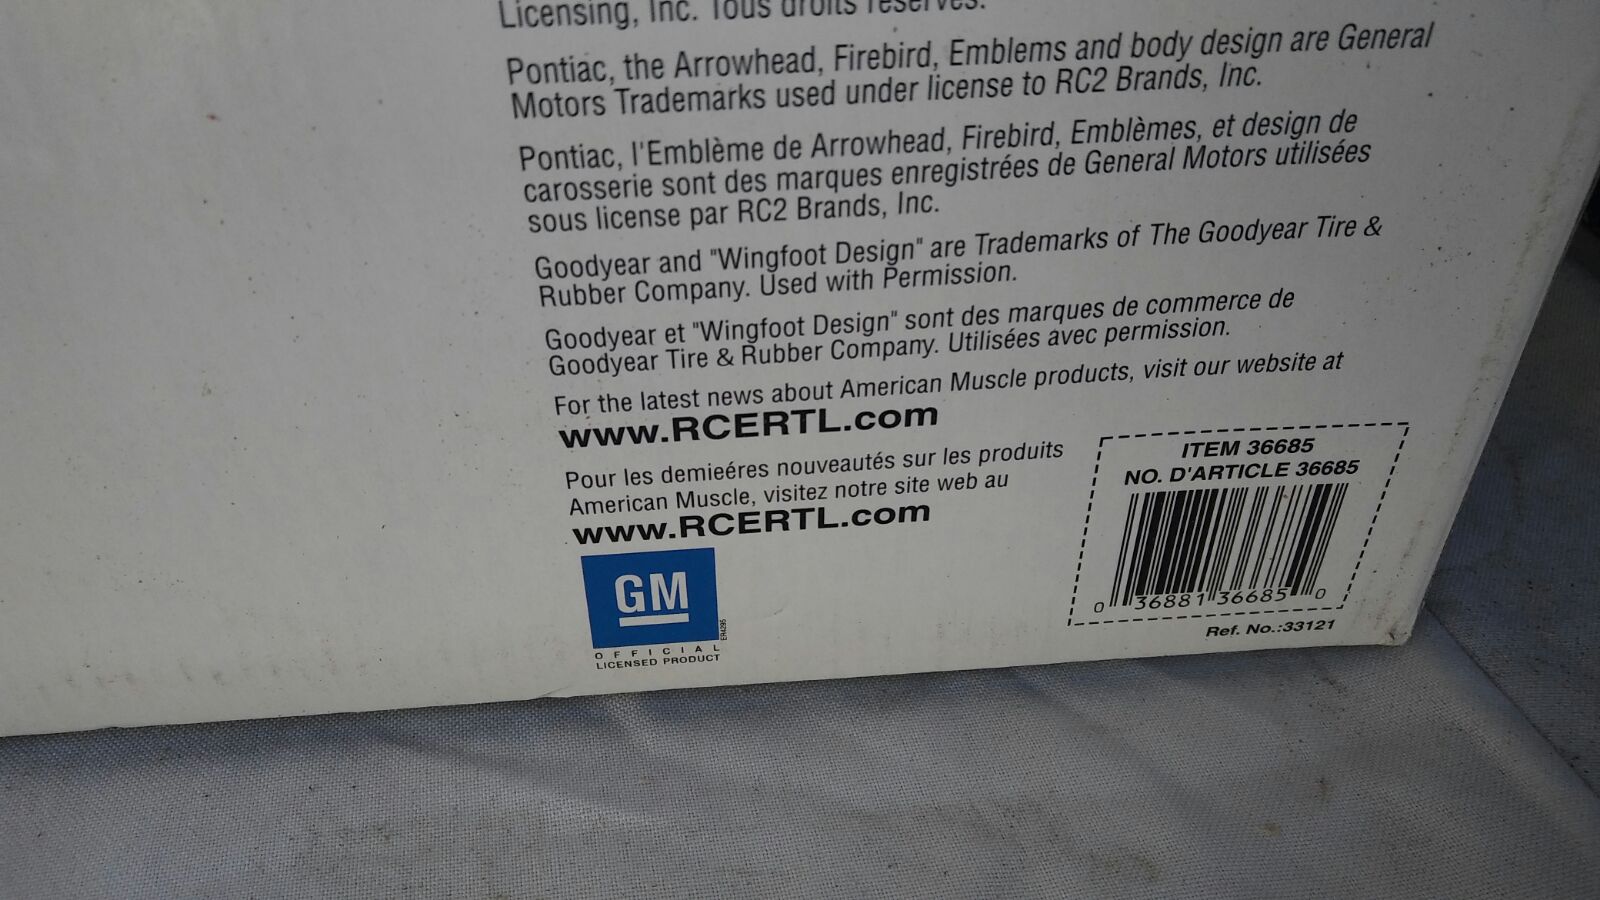 Licensing, Inc. Tous droits réservés.
Pontiac, the Arrowhead, Firebird, Emblems and body design are General
Motors Trademarks used under license to RC2 Brands, Inc.
Pontiac, l'Emblème de Arrowhead, Firebird, Emblèmes, et design de
carosserie sont des marques enregistrées de General Motors utilisées
sous license par RC2 Brands, Inc.
Goodyear and "Wingfoot Design" are Trademarks of The Goodyear Tire &
Rubber Company. Used with Permission.
Goodyear et "Wingfoot Design" sont des marques de commerce de
Goodyear Tire & Rubber Company. Utilisées avec permission.
For the latest news about American Muscle products, visit our website at
www.RCERTL.com
Pour les demieéres nouveautés sur les produits
American Muscle, visitez notre site web au
www.RCERTL.com
GM
ER4295
OFFICIAL
LICENSED PRODUCT
ITEM 36685
NO. D'ARTICLE 36685
0 36881 36685 0
Ref. No.:33121